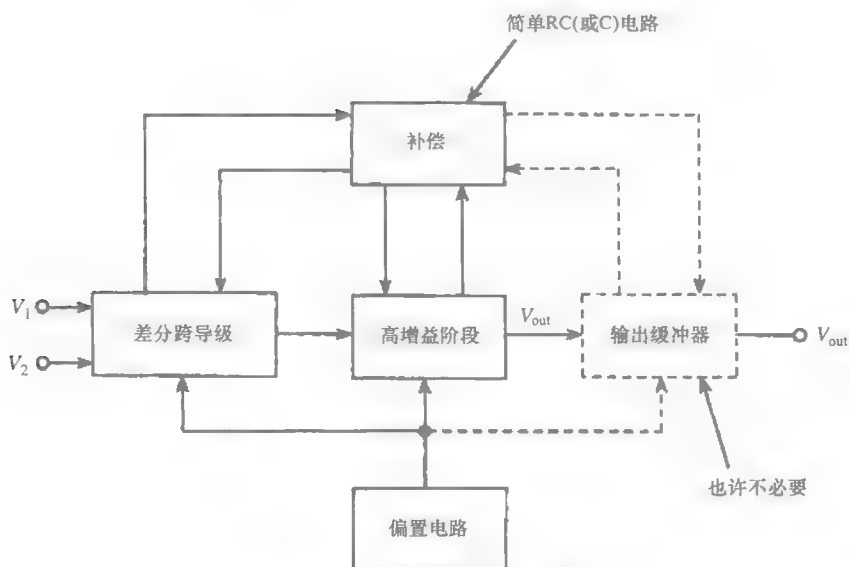 简单RC(或C)电路
补偿
V₁
V₂
差分跨导级
高增益阶段
Vout
输出缓冲器
Vout
也许不必要
偏置电路